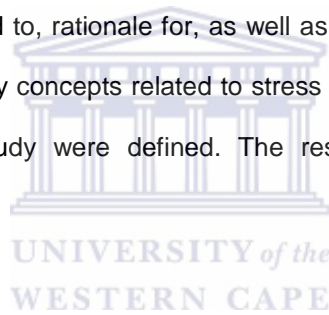 d to, rationale for, as well as
y concepts related to stress
udy were defined. The res
UNIVERSITY of the
WESTERN CAPE